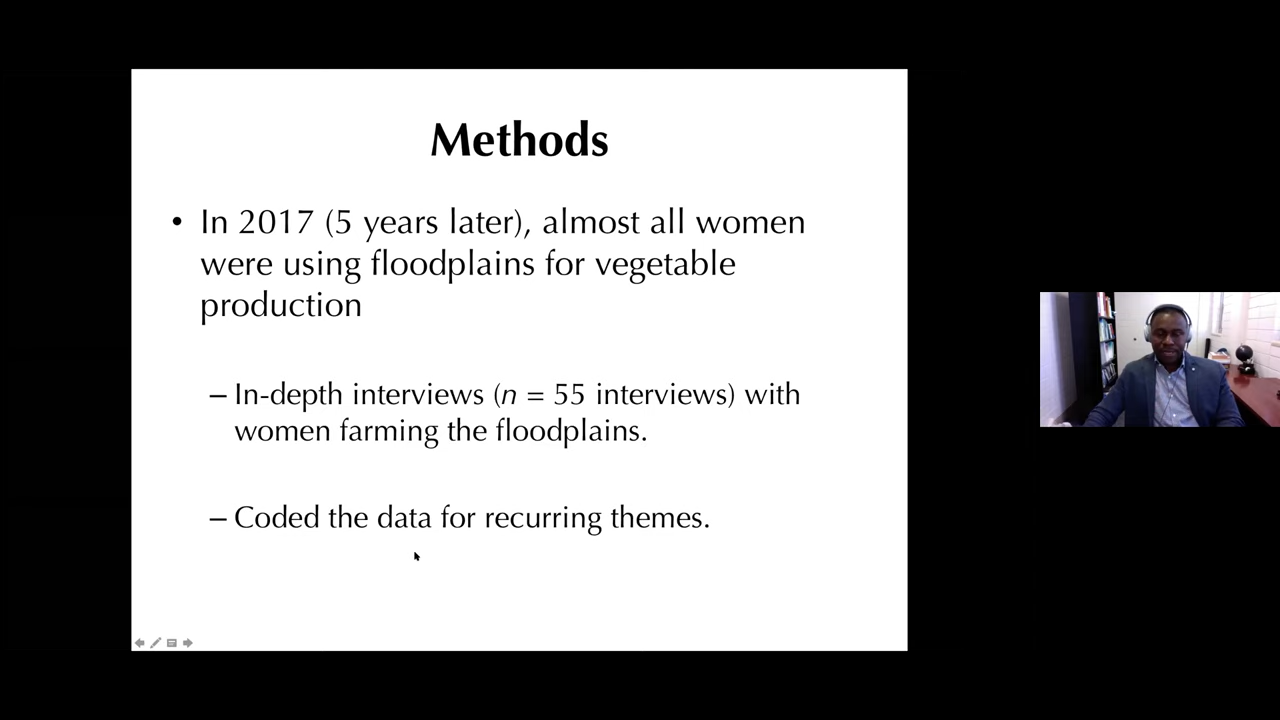 Methods
• In 2017 (5 years later), almost all women
were using floodplains for vegetable
production
– In-depth interviews (n = 55 interviews) with
women farming the floodplains.
– Coded the data for recurring themes.